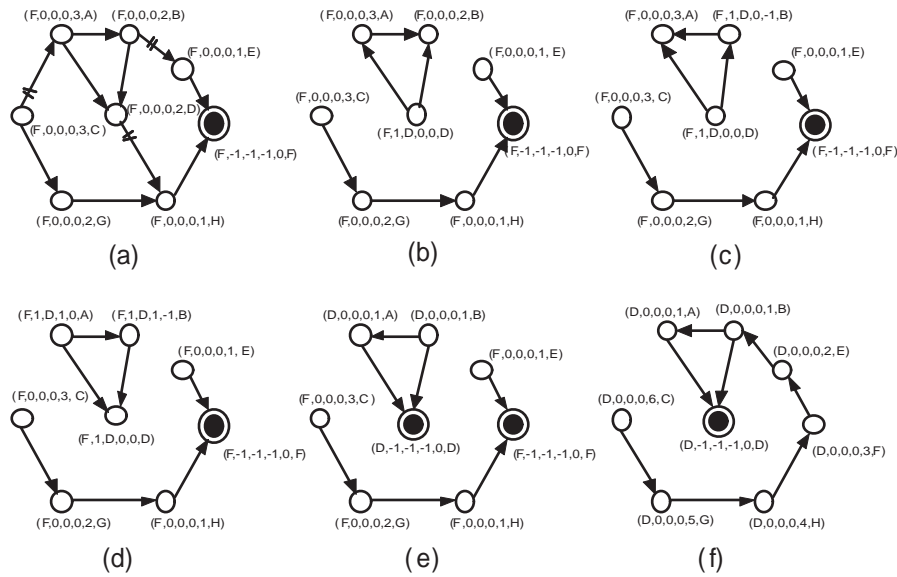 (F,0,0,0,3,A) (F,0,0,0,2,B)
(F,0,0,0,1,E)
(F,0,0,0,3,C) (F,0,0,0,2,D)
(F,-1,-1,-1,0,F)
(F,0,0,0,2,G) (F,0,0,0,1,H)
(a)
(F,0,0,0,3,A) (F,0,0,0,2,B)
(F,0,0,0,1, E)
(F,0,0,0,3,C)
(F,1,D,0,0,D)
(F,-1,-1,-1,0,F)
(F,0,0,0,2,G) (F,0,0,0,1,H)
(b)
(F,0,0,0,3,A) (F,1,D,0,-1,B)
(F,0,0,0,1,E)
(F,0,0,0,3, C)
(F,1,D,0,0,D)
(F,-1,-1,-1,0,F)
(F,0,0,0,2,G) (F,0,0,0,1,H)
(c)
(F,1,D,1,0,A) (F,1,D,1,-1,B)
(F,0,0,0,1, E)
(F,0,0,0,3, C)
(F,1,D,0,0,D)
(F,-1,-1,-1,0,F)
(F,0,0,0,2,G) (F,0,0,0,1,H)
(d)
(D,0,0,0,1,A) (D,0,0,0,1,B)
(F,0,0,0,1,E)
(F,0,0,0,3,C )
(D,-1,-1,-1,0,D) (F,-1,-1,-1,0, F)
(F,0,0,0,2,G) (F,0,0,0,1,H)
(e)
(D,0,0,0,1,A) (D,0,0,0,1,B)
(D,0,0,0,2,E)
(D,0,0,0,6,C)
(D,-1,-1,-1,0,D) (D,0,0,0,3,F)
(D,0,0,0,5,G) (D,0,0,0,4,H)
(f)